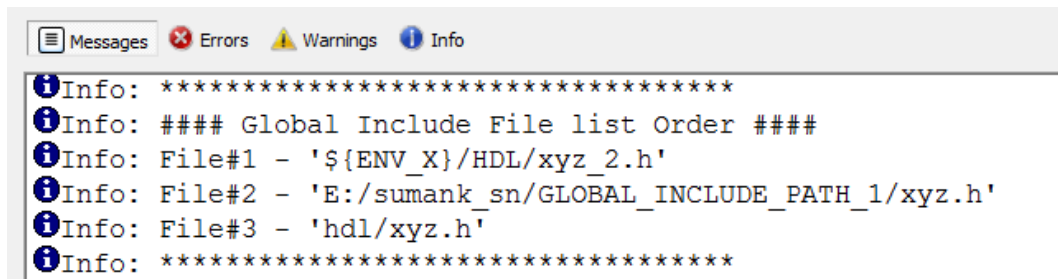 Messages Errors Warnings Info
Info: ***********************************
Info: #### Global Include File list Order ####
Info: File#1 - '${ENV_X}/HDL/xyz_2.h'
Info: File#2 - 'E:/sumank_sn/GLOBAL_INCLUDE_PATH_1/xyz.h'
Info: File#3 - 'hdl/xyz.h'
Info: ***********************************